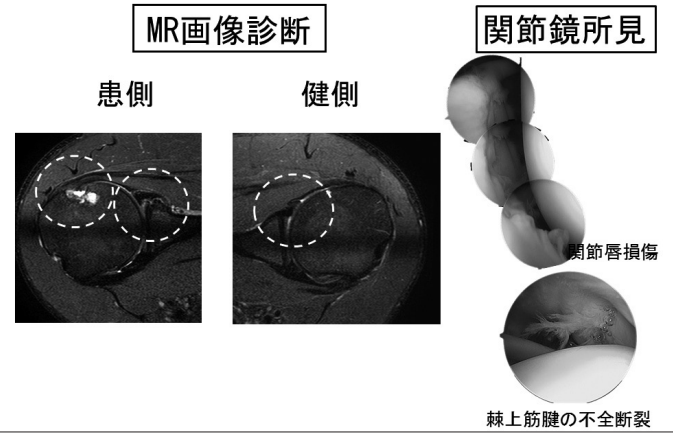 MR画像診断
関節鏡所見
患側
健側
関節唇損傷
棘上筋腱の不全断裂